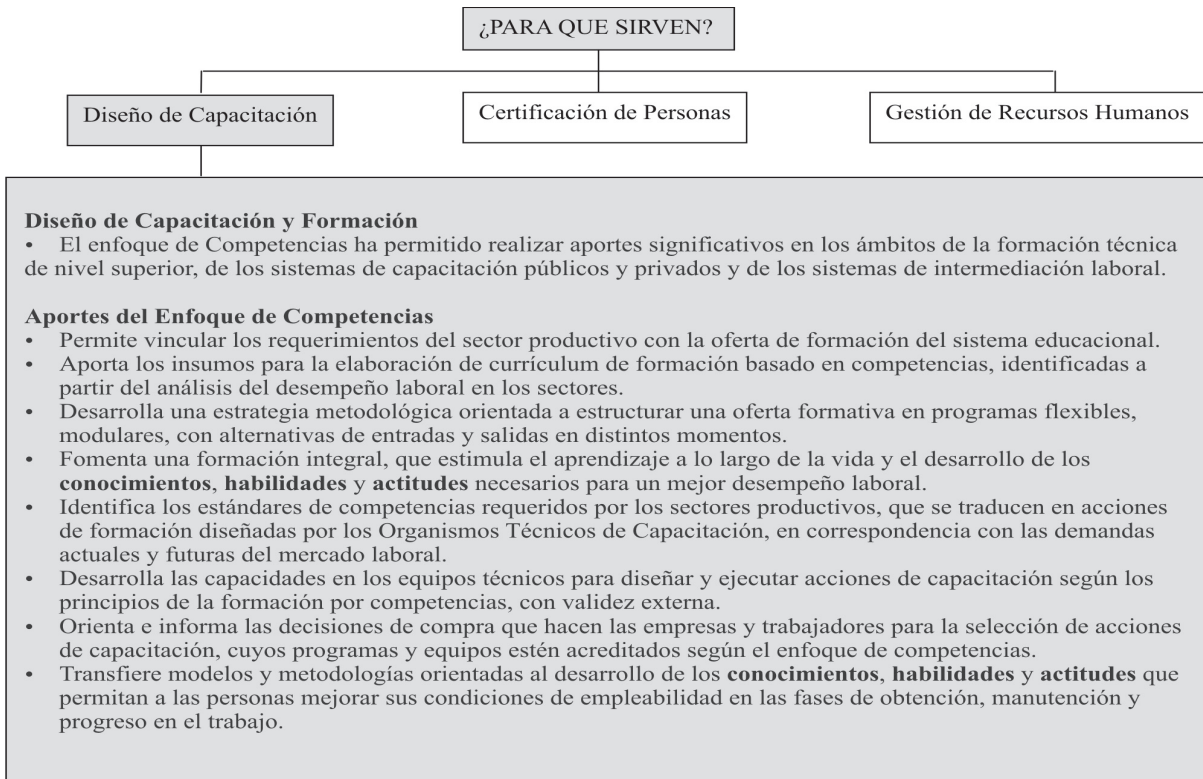 ¿PARA QUE SIRVEN?
Diseño de Capacitación
Certificación de Personas
Gestión de Recursos Humanos
Diseño de Capacitación y Formación
• El enfoque de Competencias ha permitido realizar aportes significativos en los ámbitos de la formación técnica
de nivel superior, de los sistemas de capacitación públicos y privados y de los sistemas de intermediación laboral.
Aportes del Enfoque de Competencias
• Permite vincular los requerimientos del sector productivo con la oferta de formación del sistema educacional.
• Aporta los insumos para la elaboración de currículum de formación basado en competencias, identificadas a
partir del análisis del desempeño laboral en los sectores.
• Desarrolla una estrategia metodológica orientada a estructurar una oferta formativa en programas flexibles,
modulares, con alternativas de entradas y salidas en distintos momentos.
• Fomenta una formación integral, que estimula el aprendizaje a lo largo de la vida y el desarrollo de los
conocimientos, habilidades y actitudes necesarios para un mejor desempeño laboral.
• Identifica los estándares de competencias requeridos por los sectores productivos, que se traducen en acciones
de formación diseñadas por los Organismos Técnicos de Capacitación, en correspondencia con las demandas
actuales y futuras del mercado laboral.
• Desarrolla las capacidades en los equipos técnicos para diseñar y ejecutar acciones de capacitación según los
principios de la formación por competencias, con validez externa.
• Orienta e informa las decisiones de compra que hacen las empresas y trabajadores para la selección de acciones
de capacitación, cuyos programas y equipos estén acreditados según el enfoque de competencias.
• Transfiere modelos y metodologías orientadas al desarrollo de los conocimientos, habilidades y actitudes que
permitan a las personas mejorar sus condiciones de empleabilidad en las fases de obtención, manutención y
progreso en el trabajo.